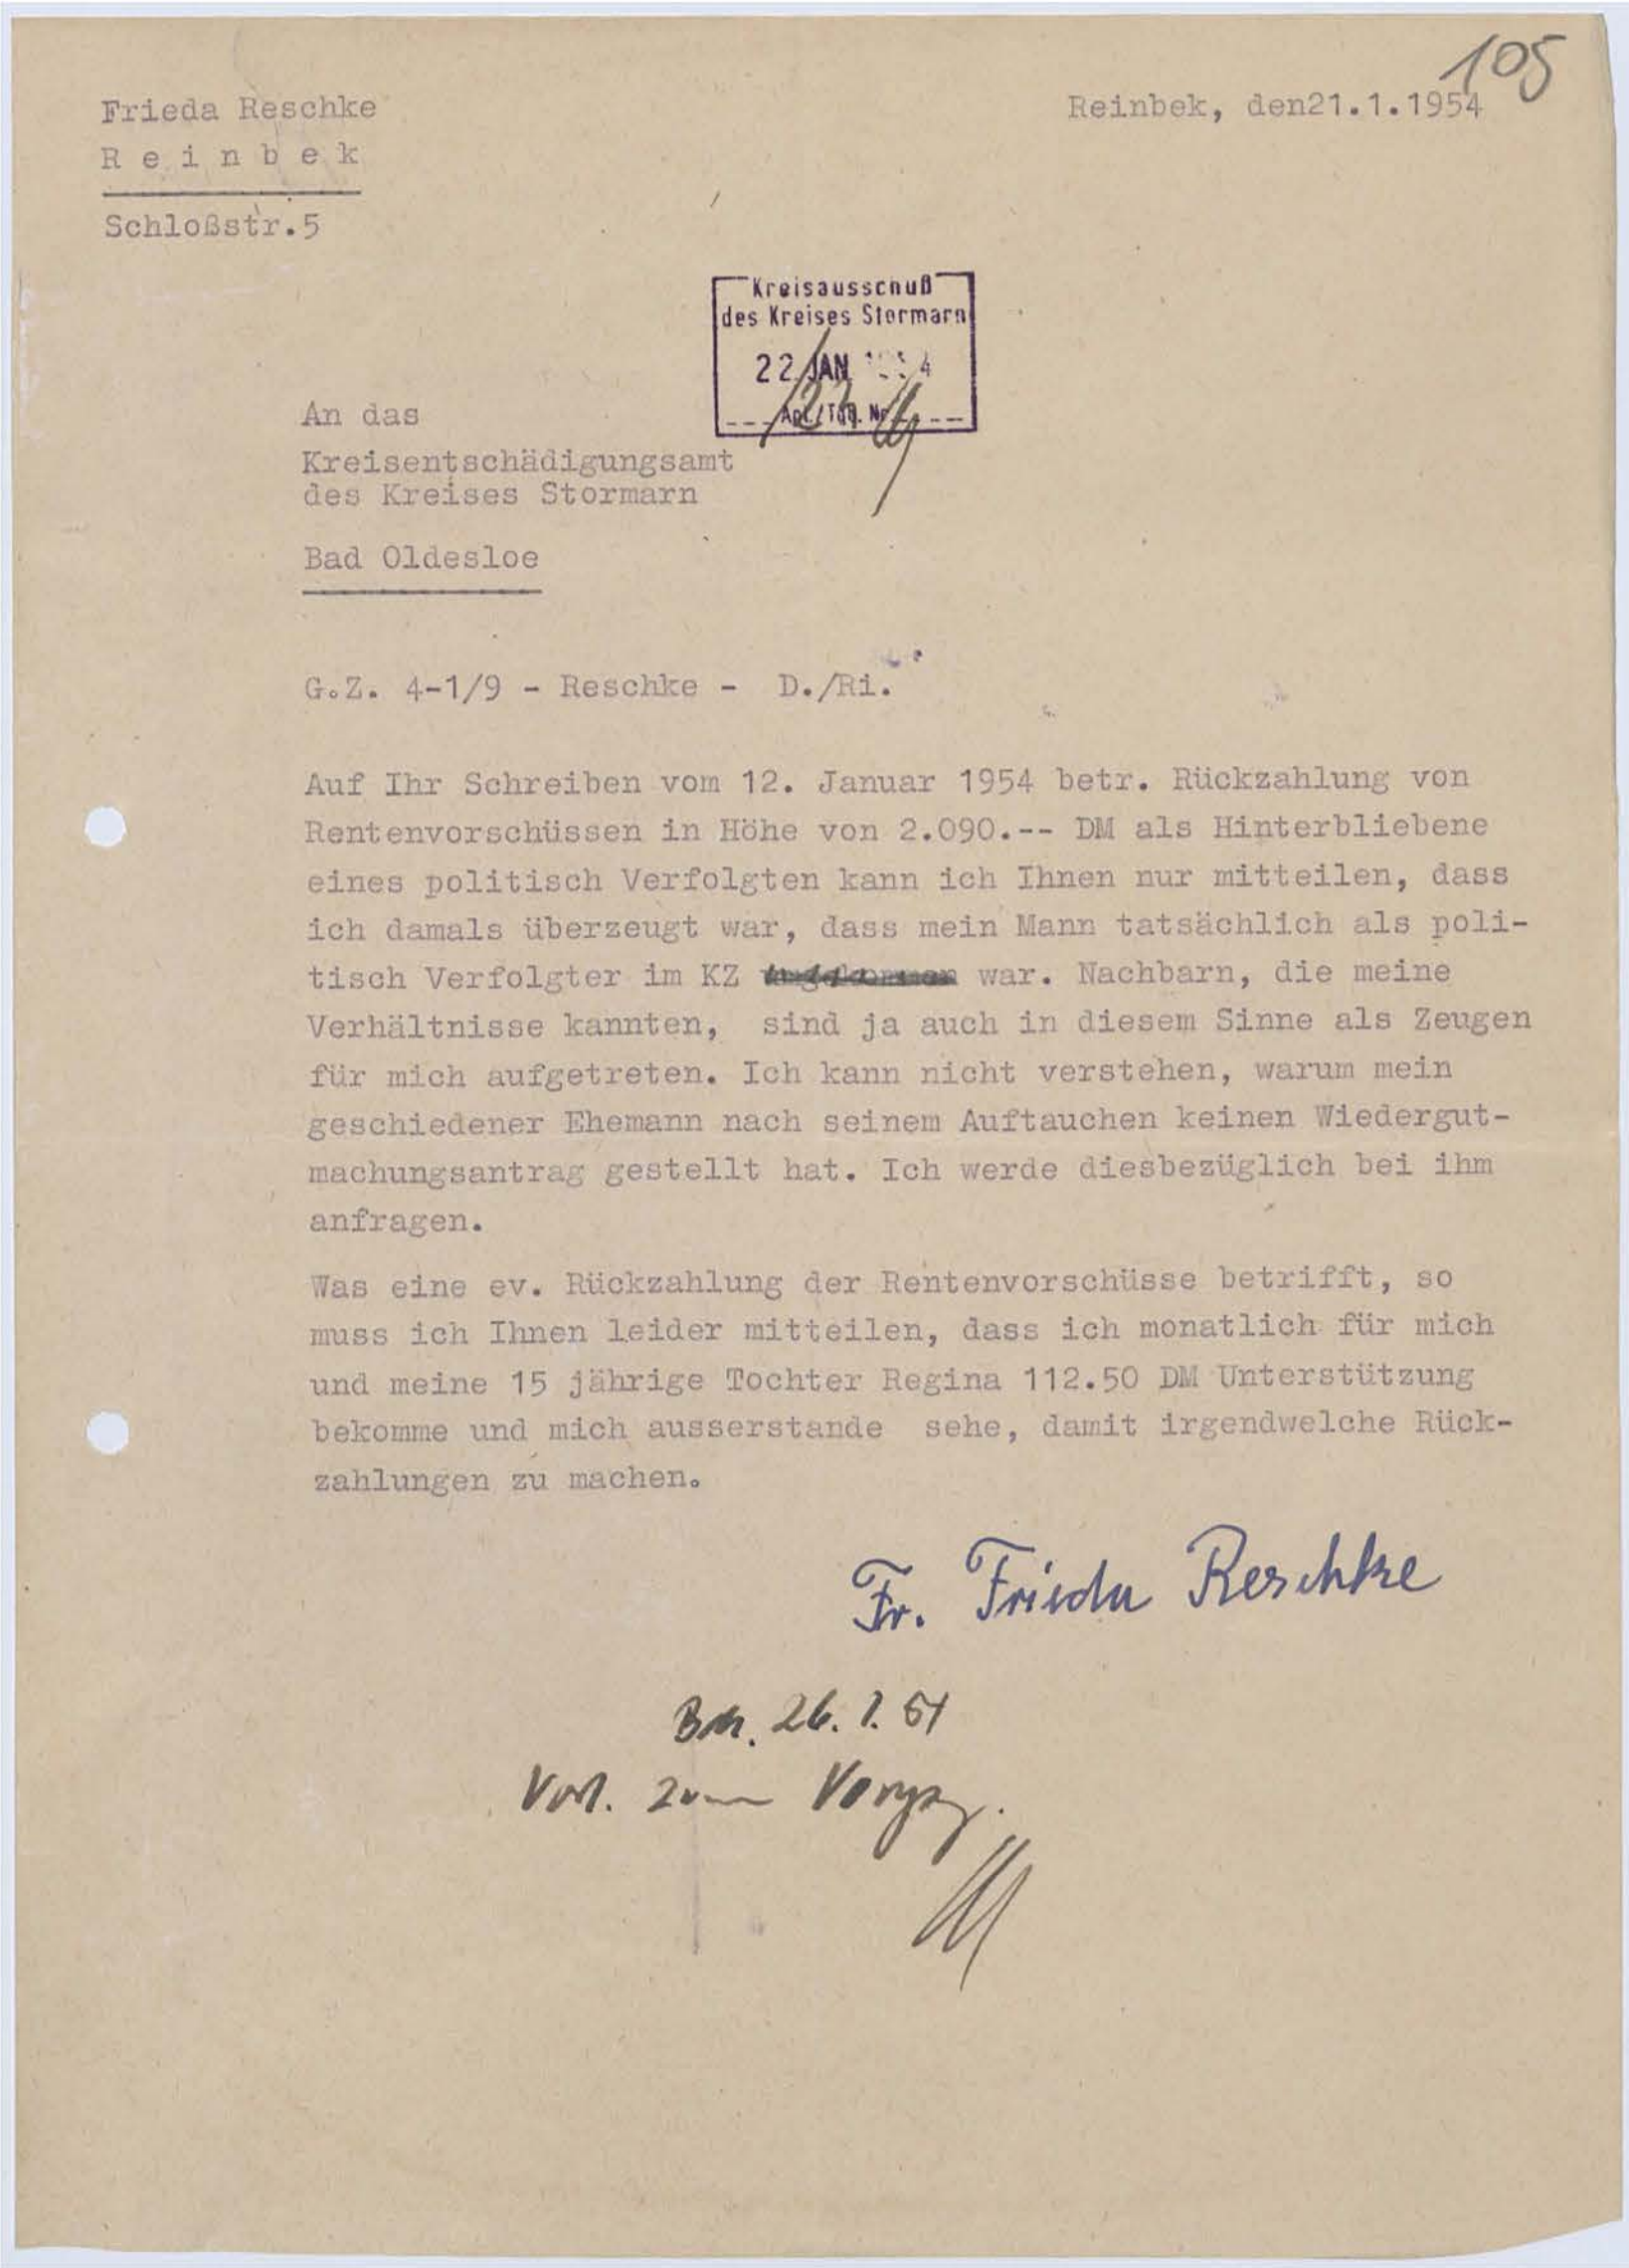 105
Frieda Reschke
Reinbek, den21.1.1954
R e i n b e k
Schloßstr.5
Kreisausschuß
des Kreises Stormarn
22. JAN 1954
An das
Kreisentschädigungsamt
des Kreises Stormarn
Bad Oldesloe
G.Z. 4-1/9 - Reschke - D./Ri.
Auf Ihr Schreiben vom 12. Januar 1954 betr. Rückzahlung von
Rentenvorschüssen in Höhe von 2.090.-- DM als Hinterbliebene
eines politisch Verfolgten kann ich Ihnen nur mitteilen, dass
ich damals überzeugt war, dass mein Mann tatsächlich als poli-
tisch Verfolgter im KZ war. Nachbarn, die meine
Verhältnisse kannten, sind ja auch in diesem Sinne als Zeugen
für mich aufgetreten. Ich kann nicht verstehen, warum mein
geschiedener Ehemann nach seinem Auftauchen keinen Wiedergut-
machungsantrag gestellt hat. Ich werde diesbezüglich bei ihm
anfragen.
Was eine ev. Rückzahlung der Rentenvorschüsse betrifft, so
muss ich Ihnen leider mitteilen, dass ich monatlich für mich
und meine 15 jährige Tochter Regina 112.50 DM Unterstützung
bekomme und mich ausserstande sehe, damit irgendwelche Rück-
zahlungen zu machen.
Fr. Frieda Reschke
26. 1. 54
zum Vorgg.